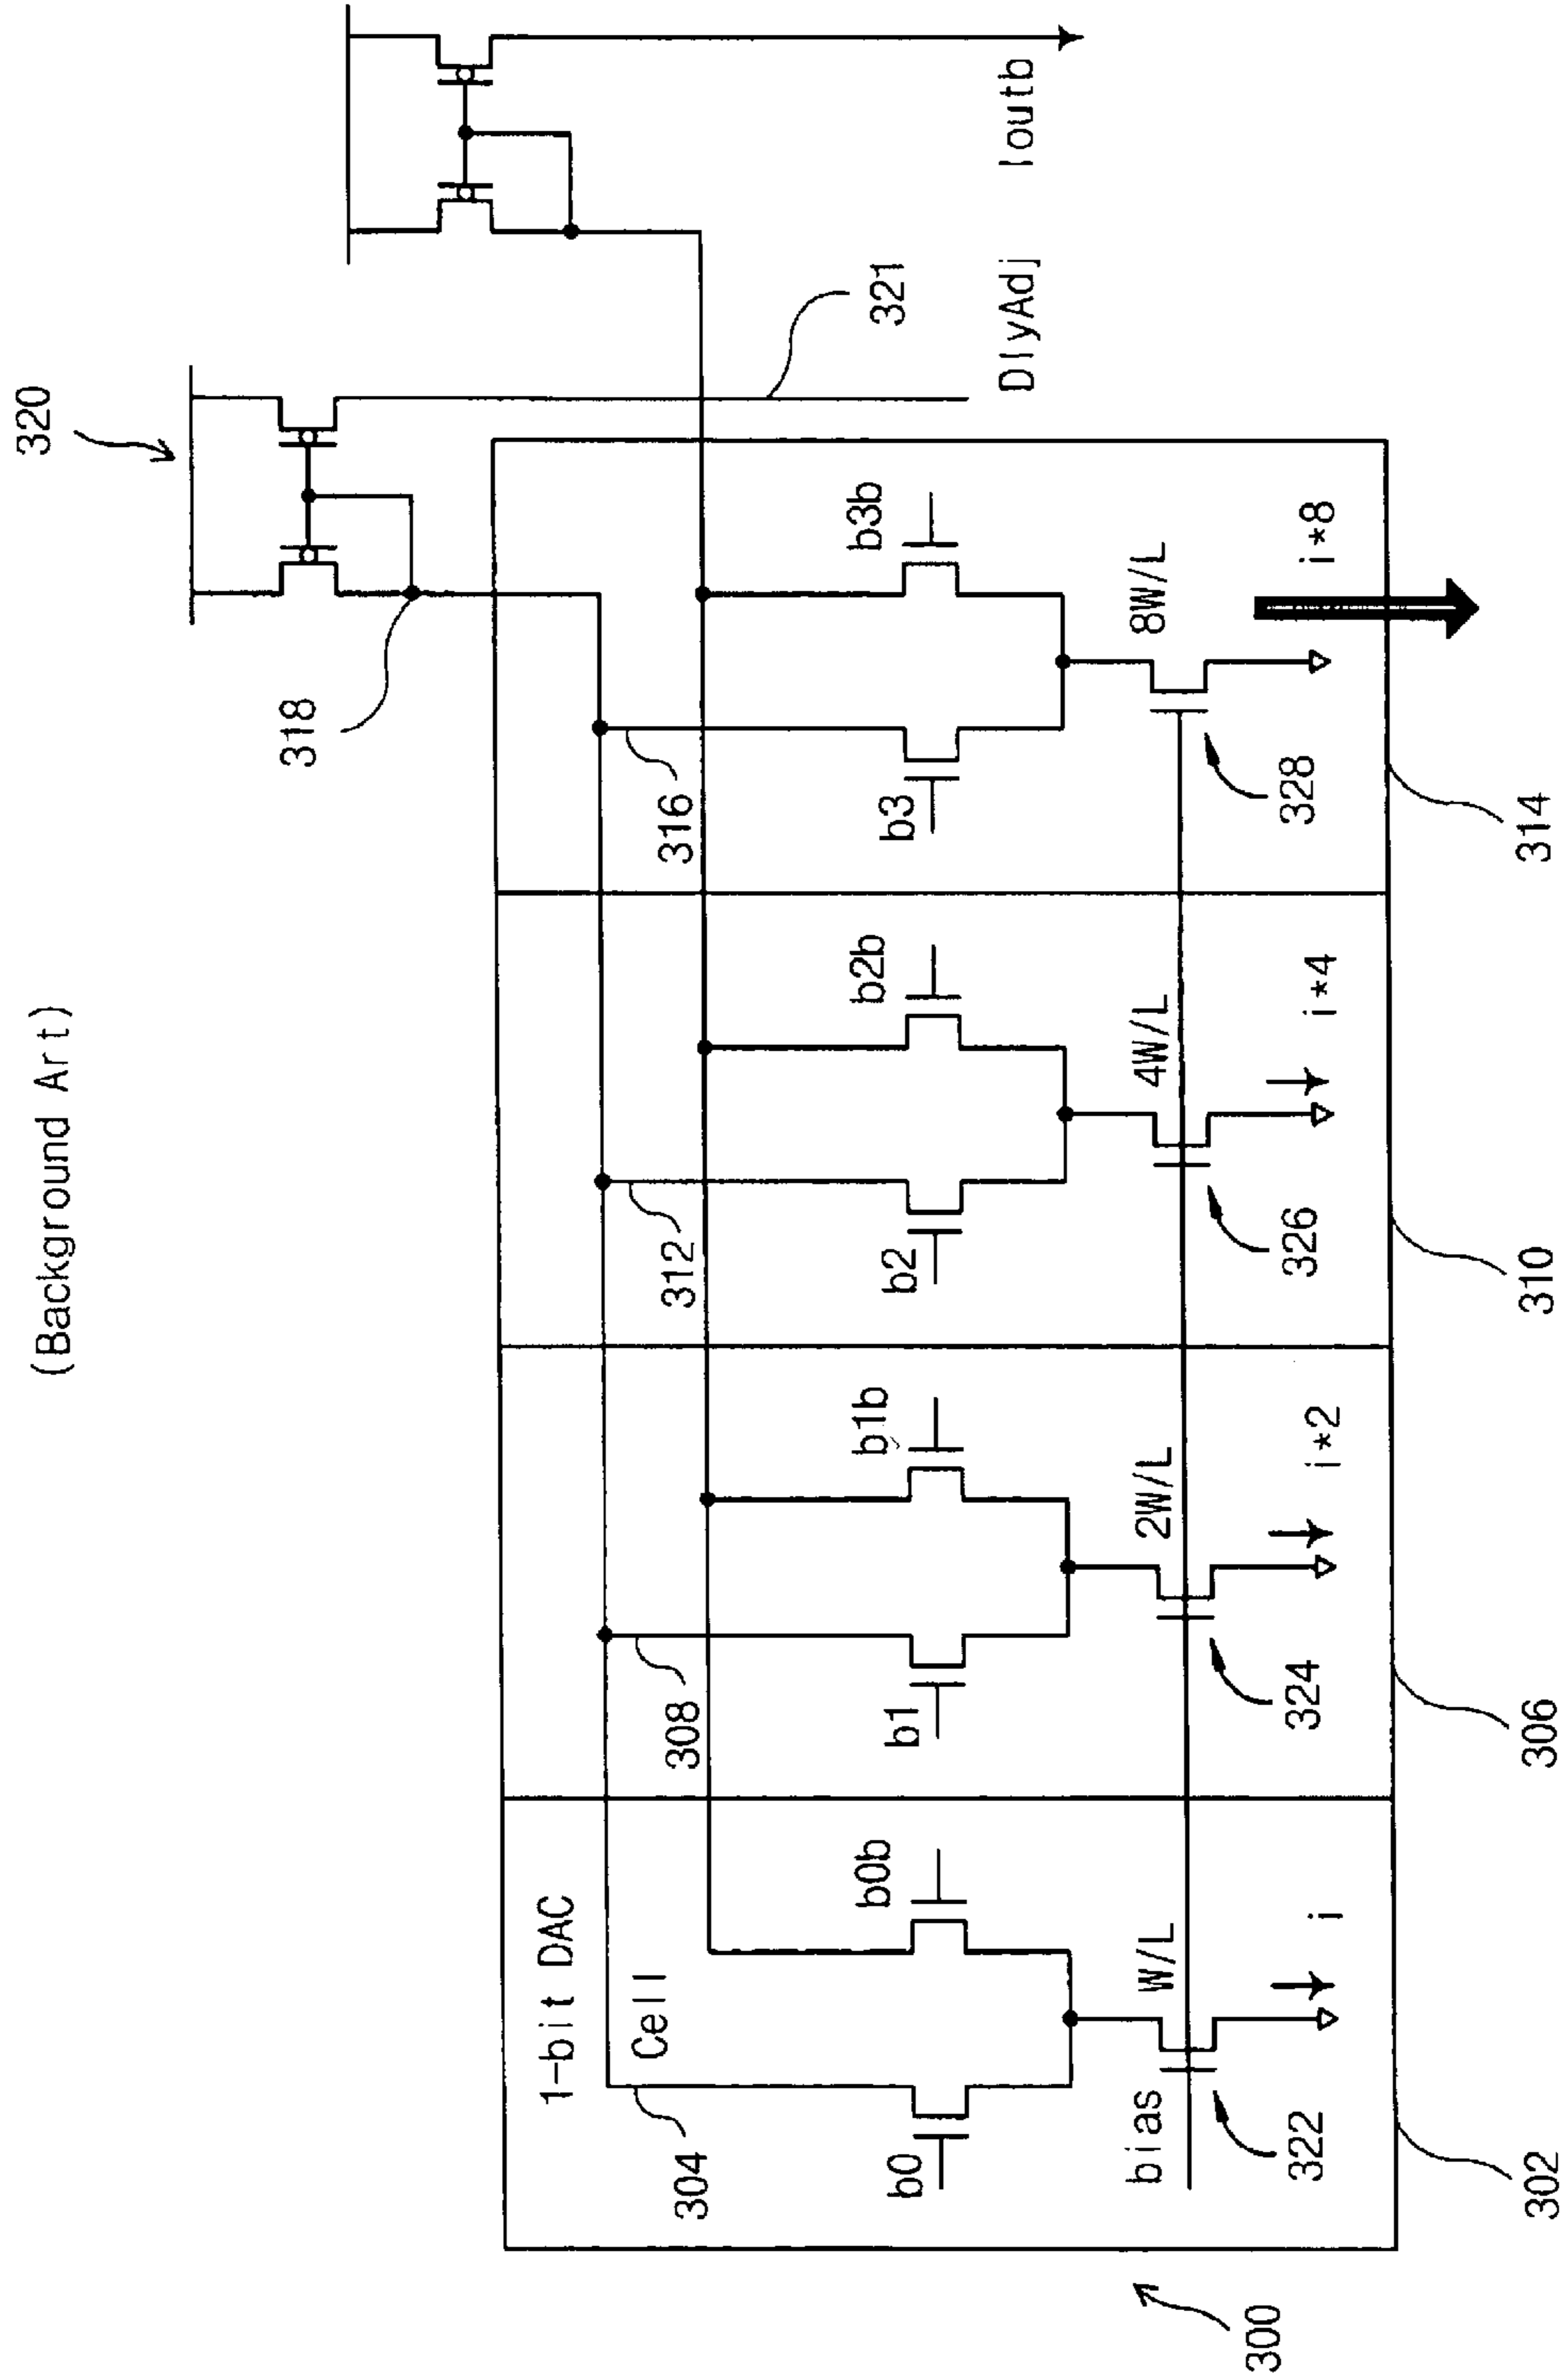 (Background Art)
320
318
321
DlyAdj
Ioutb
1-bit DAC
Cell
304
308
312
316
b0
b0b
b1
b1b
b2
b2b
b3
b3b
bias
W/L
2W/L
4W/L
8W/L
322
324
326
328
i
i*2
i*4
i*8
300
302
306
310
314